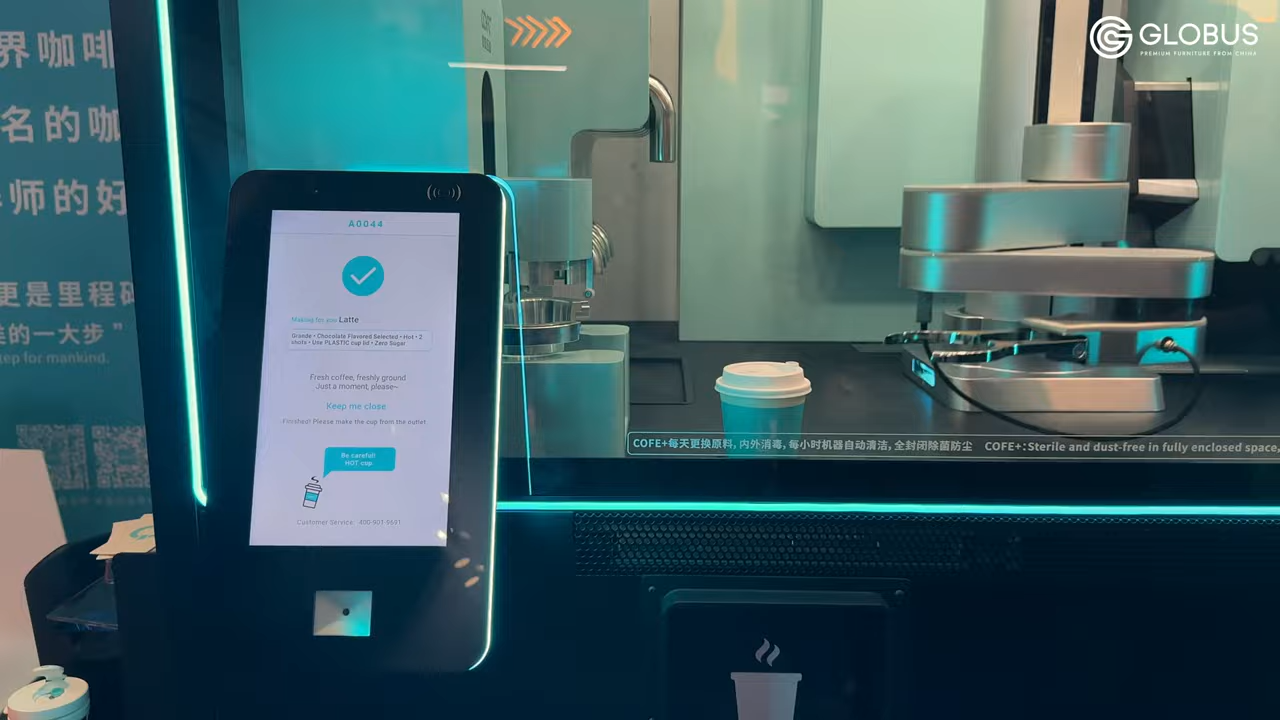 GLOBUS
PREMIUM FURNITURE FROM CHINA
界咖啡
名的咖
师的好
更是里程碑
的一大步”
step for mankind.
A0044
Making for you Latte
Grande • Chocolate Flavored Selected • Hot • 2
shots • Use PLASTIC cup lid • Zero Sugar
Fresh coffee, freshly ground
Just a moment, please~
Keep me close
Finished! Please make the cup from the outlet
Be careful!
HOT cup
Customer Service: 400-901-9691
COFE+每天更换原料, 内外消毒, 每小时机器自动清洁, 全封闭除菌防尘 COFE+:Sterile and dust-free in fully enclosed space,